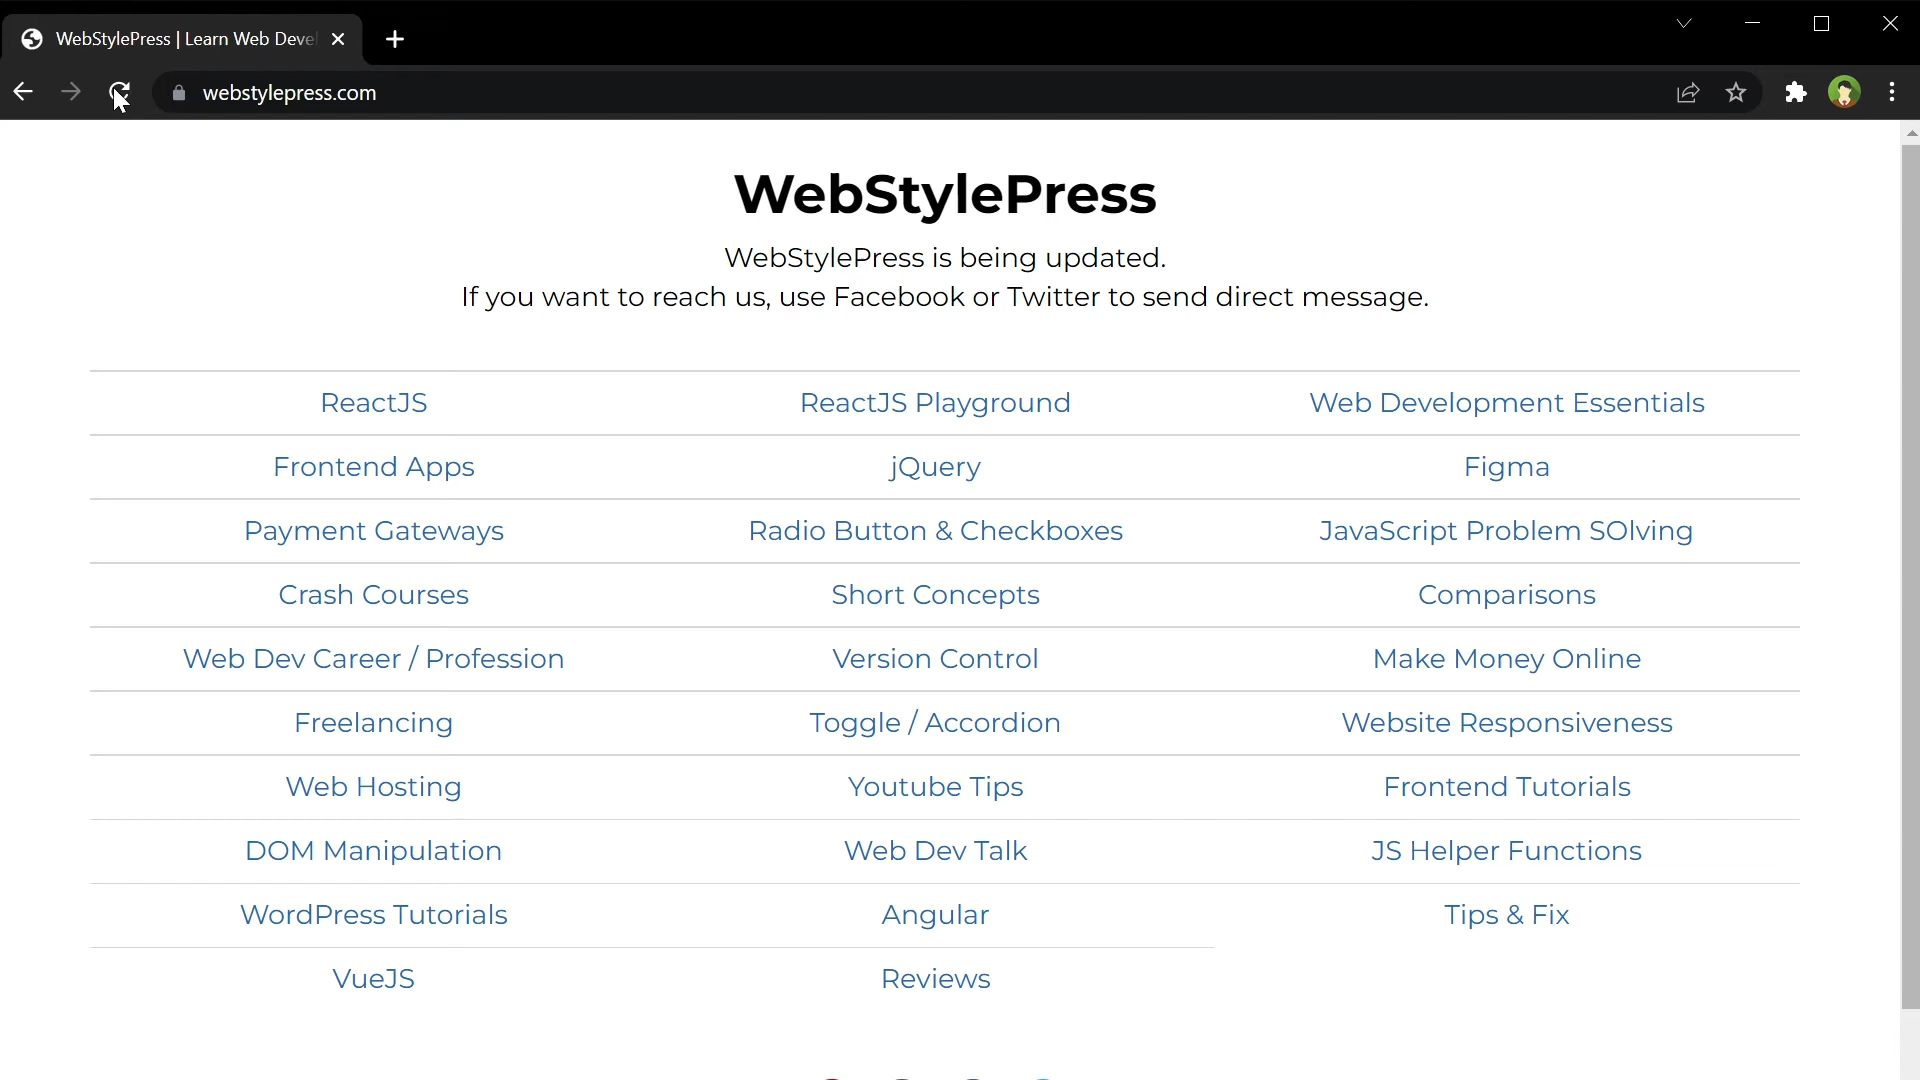 WebStylePress | Learn Web Deve
webstylepress.com
WebStylePress
WebStylePress is being updated.
If you want to reach us, use Facebook or Twitter to send direct message.
ReactJS ReactJS Playground Web Development Essentials
Frontend Apps jQuery Figma
Payment Gateways Radio Button & Checkboxes JavaScript Problem SOlving
Crash Courses Short Concepts Comparisons
Web Dev Career / Profession Version Control Make Money Online
Freelancing Toggle / Accordion Website Responsiveness
Web Hosting Youtube Tips Frontend Tutorials
DOM Manipulation Web Dev Talk JS Helper Functions
WordPress Tutorials Angular Tips & Fix
VueJS Reviews